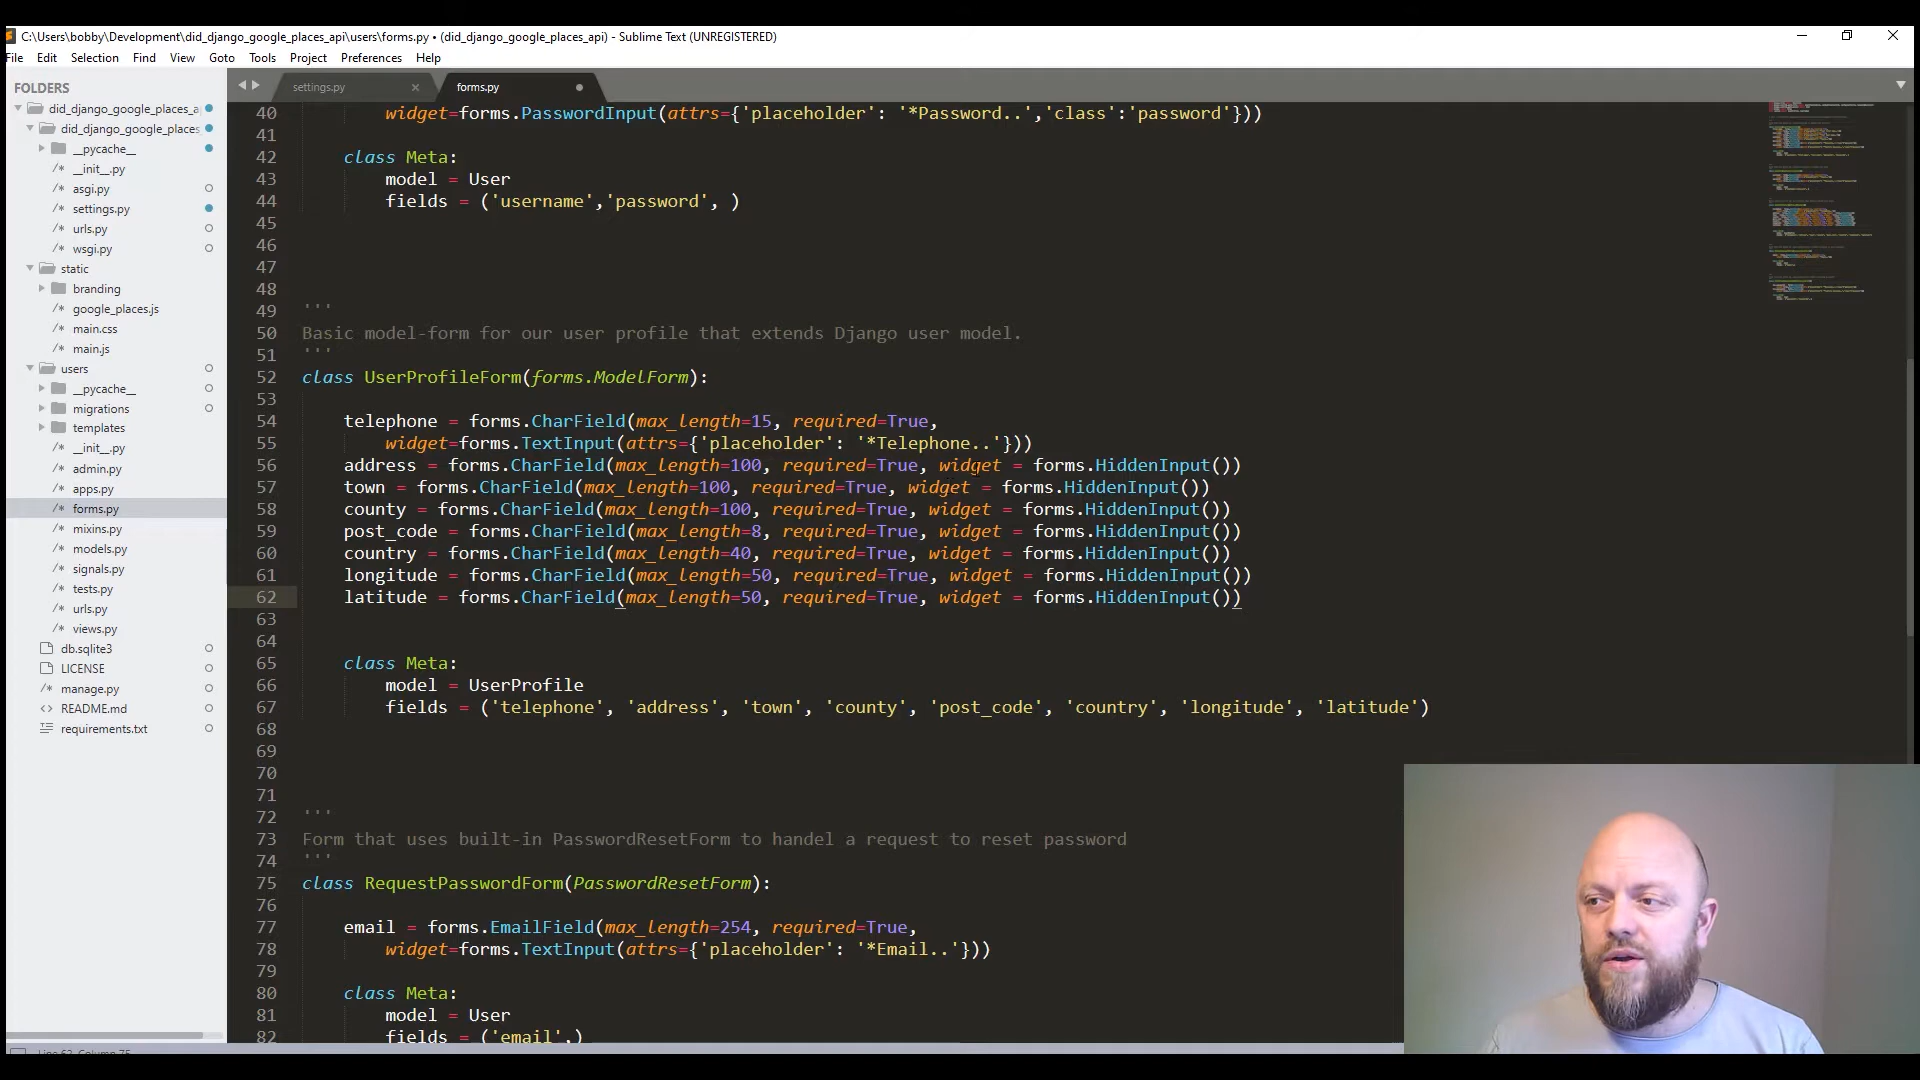 C:\Users\bobby\Development\did_django_google_places_api\users\forms.py • (did_django_google_places_api) - Sublime Text (UNREGISTERED)
File Edit Selection Find View Goto Tools Project Preferences Help
FOLDERS
did_django_google_places_a
did_django_google_places
__pycache__
__init__.py
asgi.py
settings.py
urls.py
wsgi.py
static
branding
google_places.js
main.css
main.js
users
__pycache__
migrations
templates
__init__.py
admin.py
apps.py
forms.py
mixins.py
models.py
signals.py
tests.py
urls.py
views.py
db.sqlite3
LICENSE
manage.py
README.md
requirements.txt
settings.py
forms.py
40 widget=forms.PasswordInput(attrs={'placeholder': '*Password..','class':'password'}))
41
42 class Meta:
43 model = User
44 fields = ('username','password', )
45
46
47
48
49 '''
50 Basic model-form for our user profile that extends Django user model.
51 '''
52 class UserProfileForm(forms.ModelForm):
53
54 telephone = forms.CharField(max_length=15, required=True,
55 widget=forms.TextInput(attrs={'placeholder': '*Telephone..'}))
56 address = forms.CharField(max_length=100, required=True, widget = forms.HiddenInput())
57 town = forms.CharField(max_length=100, required=True, widget = forms.HiddenInput())
58 county = forms.CharField(max_length=100, required=True, widget = forms.HiddenInput())
59 post_code = forms.CharField(max_length=8, required=True, widget = forms.HiddenInput())
60 country = forms.CharField(max_length=40, required=True, widget = forms.HiddenInput())
61 longitude = forms.CharField(max_length=50, required=True, widget = forms.HiddenInput())
62 latitude = forms.CharField(max_length=50, required=True, widget = forms.HiddenInput())
63
64
65 class Meta:
66 model = UserProfile
67 fields = ('telephone', 'address', 'town', 'county', 'post_code', 'country', 'longitude', 'latitude')
68
69
70
71
72 '''
73 Form that uses built-in PasswordResetForm to handel a request to reset password
74 '''
75 class RequestPasswordForm(PasswordResetForm):
76
77 email = forms.EmailField(max_length=254, required=True,
78 widget=forms.TextInput(attrs={'placeholder': '*Email..'}))
79
80 class Meta:
81 model = User
82 fields = ('email',)